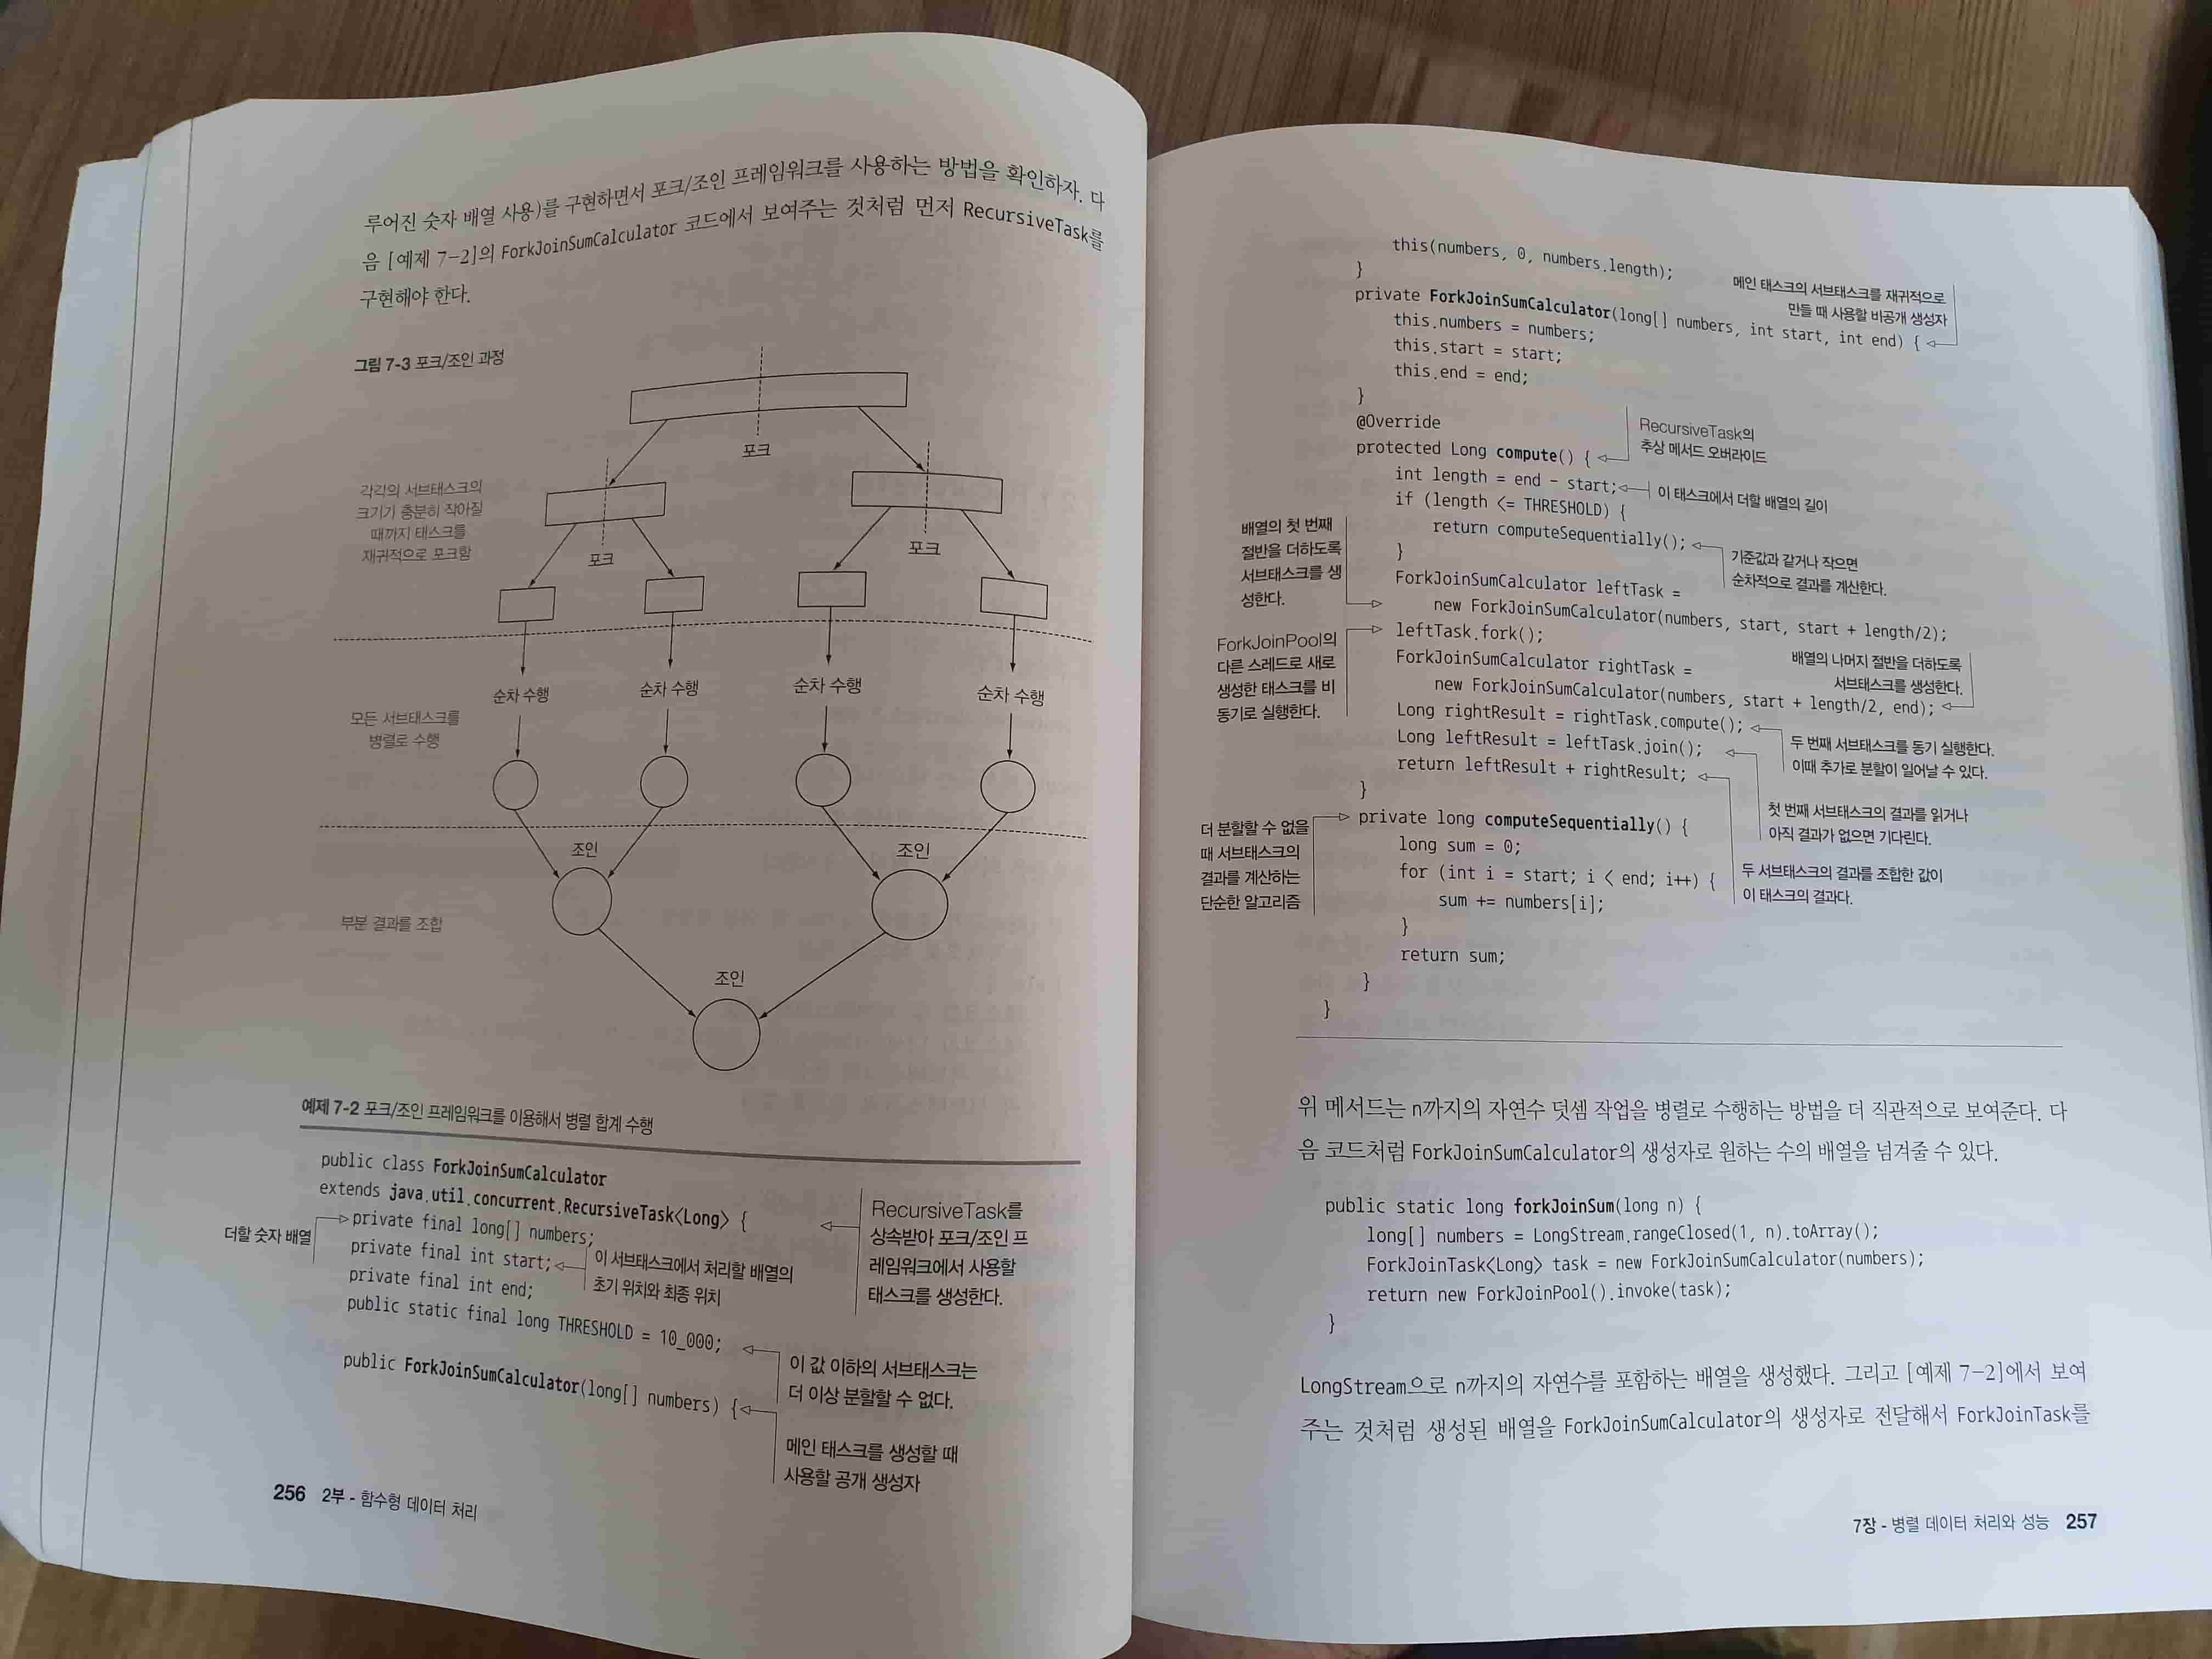 루어진 숫자 배열 사용)를 구현하면서 포크/조인 프레임워크를 사용하는 방법을 확인하자. 다
음 [예제 7-2]의 ForkJoinSumCalculator 코드에서 보여주는 것처럼 먼저 RecursiveTask를
구현해야 한다.
그림 7-3 포크/조인 과정
포크
각각의 서브태스크의
크기가 충분히 작아질
때까지 태스크를
재귀적으로 포크함
포크
포크
순차 수행
순차 수행
순차 수행
순차 수행
모든 서브태스크를
병렬로 수행
조인
조인
부분 결과를 조합
조인
예제 7-2 포크/조인 프레임워크를 이용해서 병렬 합계 수행
public class ForkJoinSumCalculator
extends java.util.concurrent.RecursiveTask<Long> {
RecursiveTask를
상속받아 포크/조인 프
레임워크에서 사용할
태스크를 생성한다.
더할 숫자 배열
private final long[] numbers;
private final int start;
이 서브태스크에서 처리할 배열의
초기 위치와 최종 위치
private final int end;
public static final long THRESHOLD = 10_000;
이 값 이하의 서브태스크는
더 이상 분할할 수 없다.
public ForkJoinSumCalculator(long[] numbers) {
메인 태스크를 생성할 때
사용할 공개 생성자
256 2부 - 함수형 데이터 처리
this(numbers, 0, numbers.length);
}
메인 태스크의 서브태스크를 재귀적으로
만들 때 사용할 비공개 생성자
private ForkJoinSumCalculator(long[] numbers, int start, int end) {
this.numbers = numbers;
this.start = start;
this.end = end;
}
@Override
protected Long compute() {
RecursiveTask의
추상 메서드 오버라이드
int length = end - start;
이 태스크에서 더할 배열의 길이
if (length <= THRESHOLD) {
return computeSequentially();
기준값과 같거나 작으면
순차적으로 결과를 계산한다.
}
배열의 첫 번째
절반을 더하도록
서브태스크를 생
성한다.
ForkJoinSumCalculator leftTask =
new ForkJoinSumCalculator(numbers, start, start + length/2);
leftTask.fork();
ForkJoinPool의
다른 스레드로 새로
생성한 태스크를 비
동기로 실행한다.
ForkJoinSumCalculator rightTask =
배열의 나머지 절반을 더하도록
서브태스크를 생성한다.
new ForkJoinSumCalculator(numbers, start + length/2, end);
Long rightResult = rightTask.compute();
두 번째 서브태스크를 동기 실행한다.
이때 추가로 분할이 일어날 수 있다.
Long leftResult = leftTask.join();
첫 번째 서브태스크의 결과를 읽거나
아직 결과가 없으면 기다린다.
return leftResult + rightResult;
두 서브태스크의 결과를 조합한 값이
이 태스크의 결과다.
}
더 분할할 수 없을
때 서브태스크의
결과를 계산하는
단순한 알고리즘
private long computeSequentially() {
long sum = 0;
for (int i = start; i < end; i++) {
sum += numbers[i];
}
return sum;
}
}
위 메서드는 n까지의 자연수 덧셈 작업을 병렬로 수행하는 방법을 더 직관적으로 보여준다. 다
음 코드처럼 ForkJoinSumCalculator의 생성자로 원하는 수의 배열을 넘겨줄 수 있다.
public static long forkJoinSum(long n) {
long[] numbers = LongStream.rangeClosed(1, n).toArray();
ForkJoinTask<Long> task = new ForkJoinSumCalculator(numbers);
return new ForkJoinPool().invoke(task);
}
LongStream으로 n까지의 자연수를 포함하는 배열을 생성했다. 그리고 [예제 7-2]에서 보여
주는 것처럼 생성된 배열을 ForkJoinSumCalculator의 생성자로 전달해서 ForkJoinTask를
7장 - 병렬 데이터 처리와 성능 257